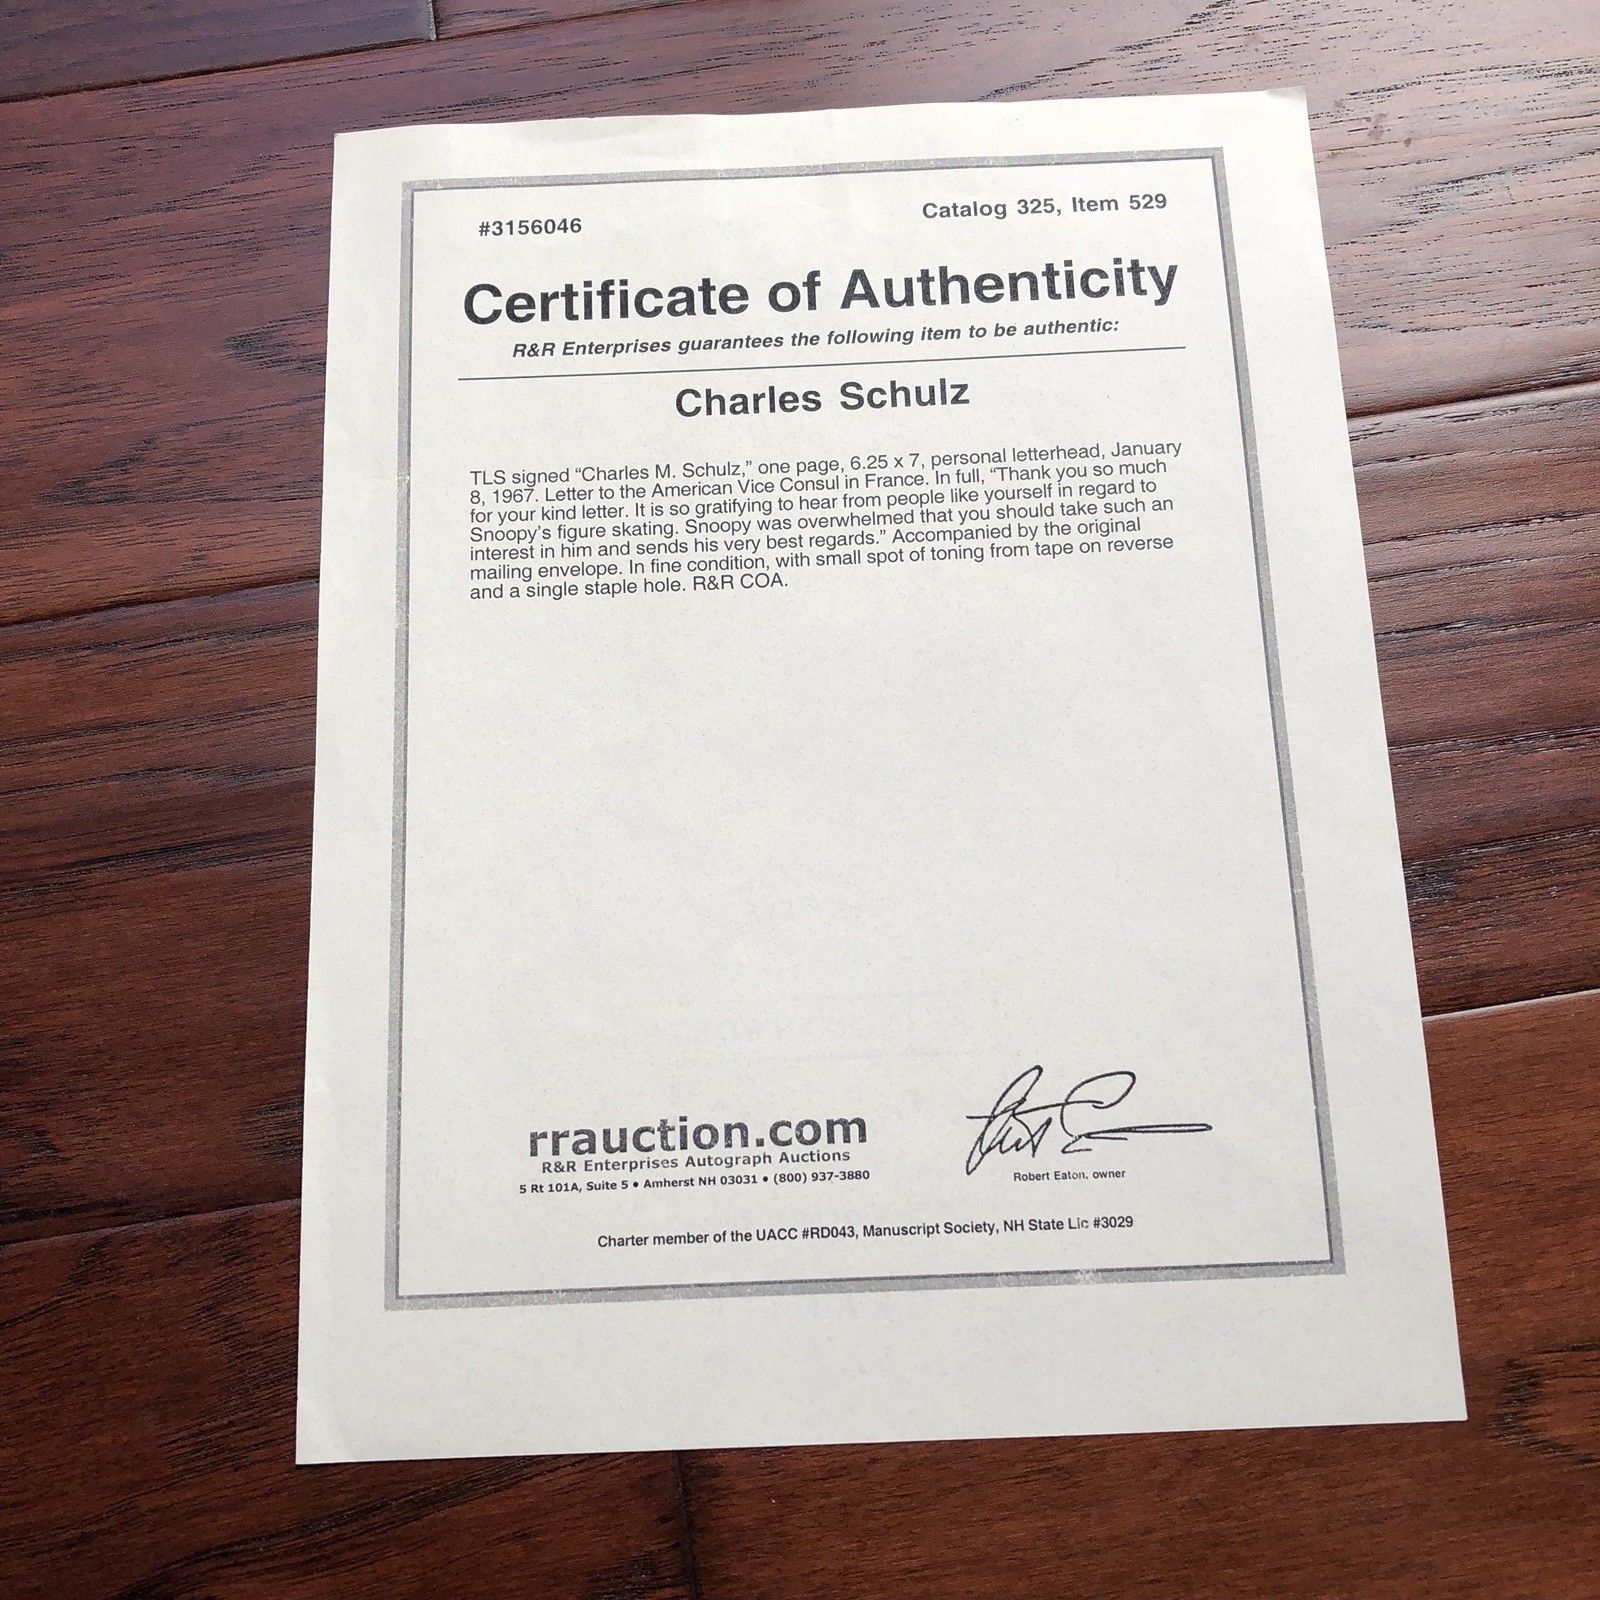 #3156046
Catalog 325, Item 529
Certificate of Authenticity
R&R Enterprises guarantees the following item to be authentic:
Charles Schulz
TLS signed “Charles M. Schulz,” one page, 6.25 x 7, personal letterhead, January
8, 1967. Letter to the American Vice Consul in France. In full, “Thank you so much
for your kind letter. It is so gratifying to hear from people like yourself in regard to
Snoopy's figure skating. Snoopy was overwhelmed that you should take such an
interest in him and sends his very best regards.” Accompanied by the original
mailing envelope. In fine condition, with small spot of toning from tape on reverse
and a single staple hole. R&R COA.
rrauction.com
R&R Enterprises Autograph Auctions
5 Rt 101A, Suite 5 • Amherst NH 03031 • (800) 937-3880
Robert Eaton, owner
Charter member of the UACC #RD043, Manuscript Society, NH State Lic #3029